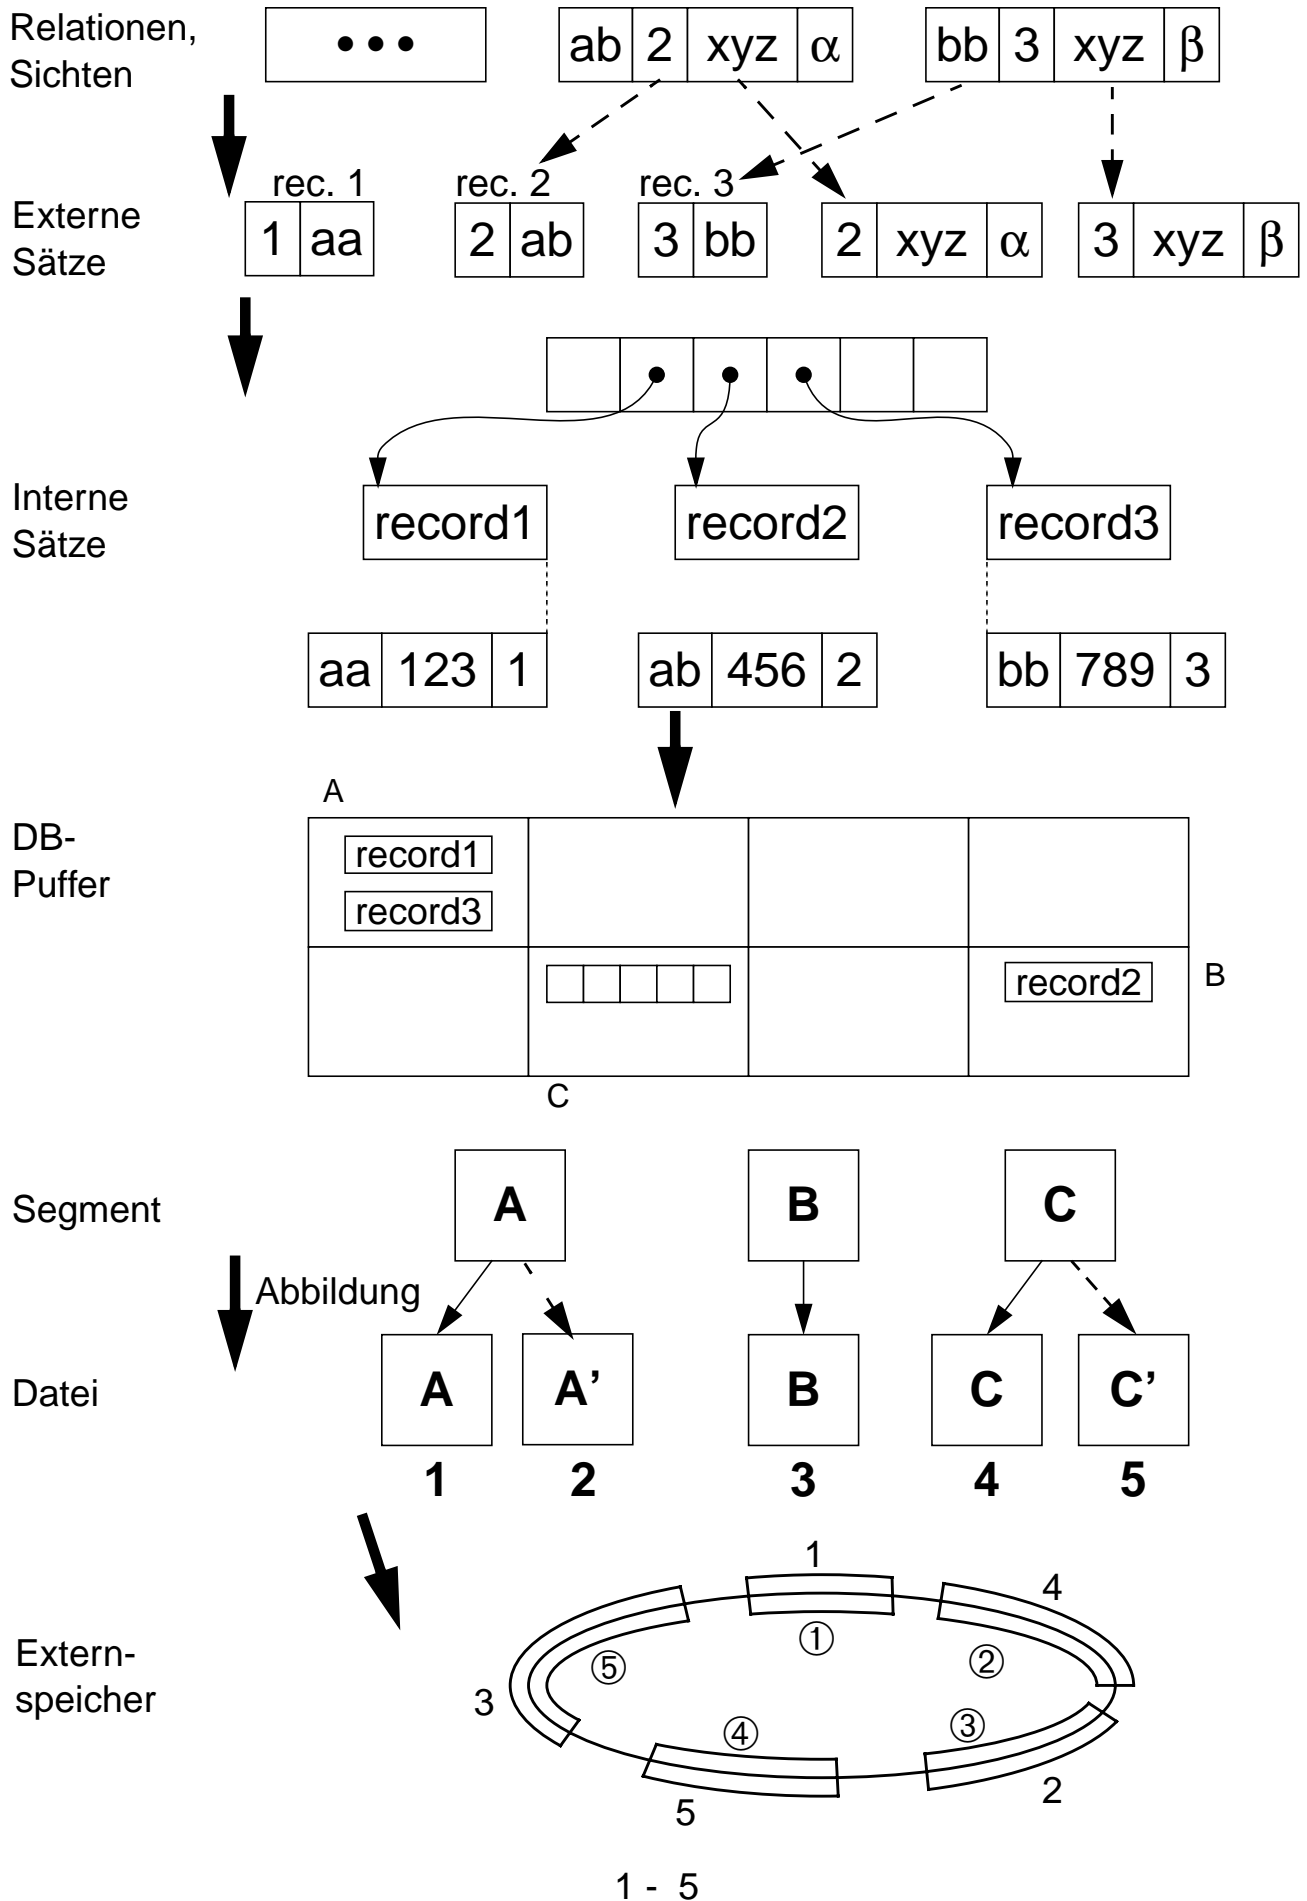 Relationen,
Sichten
•••
ab 2 xyz α
bb 3 xyz β
rec. 1
rec. 2
rec. 3
Externe
Sätze
1 aa
2 ab
3 bb
2 xyz α
3 xyz β
Interne
Sätze
record1
record2
record3
aa 123 1
ab 456 2
bb 789 3
A
DB-
Puffer
record1
record3
record2
B
C
Segment
A
B
C
Abbildung
Datei
A
A’
B
C
C’
1
2
3
4
5
Extern-
speicher
1
4
①
②
⑤
3
③
④
2
5
1 - 5